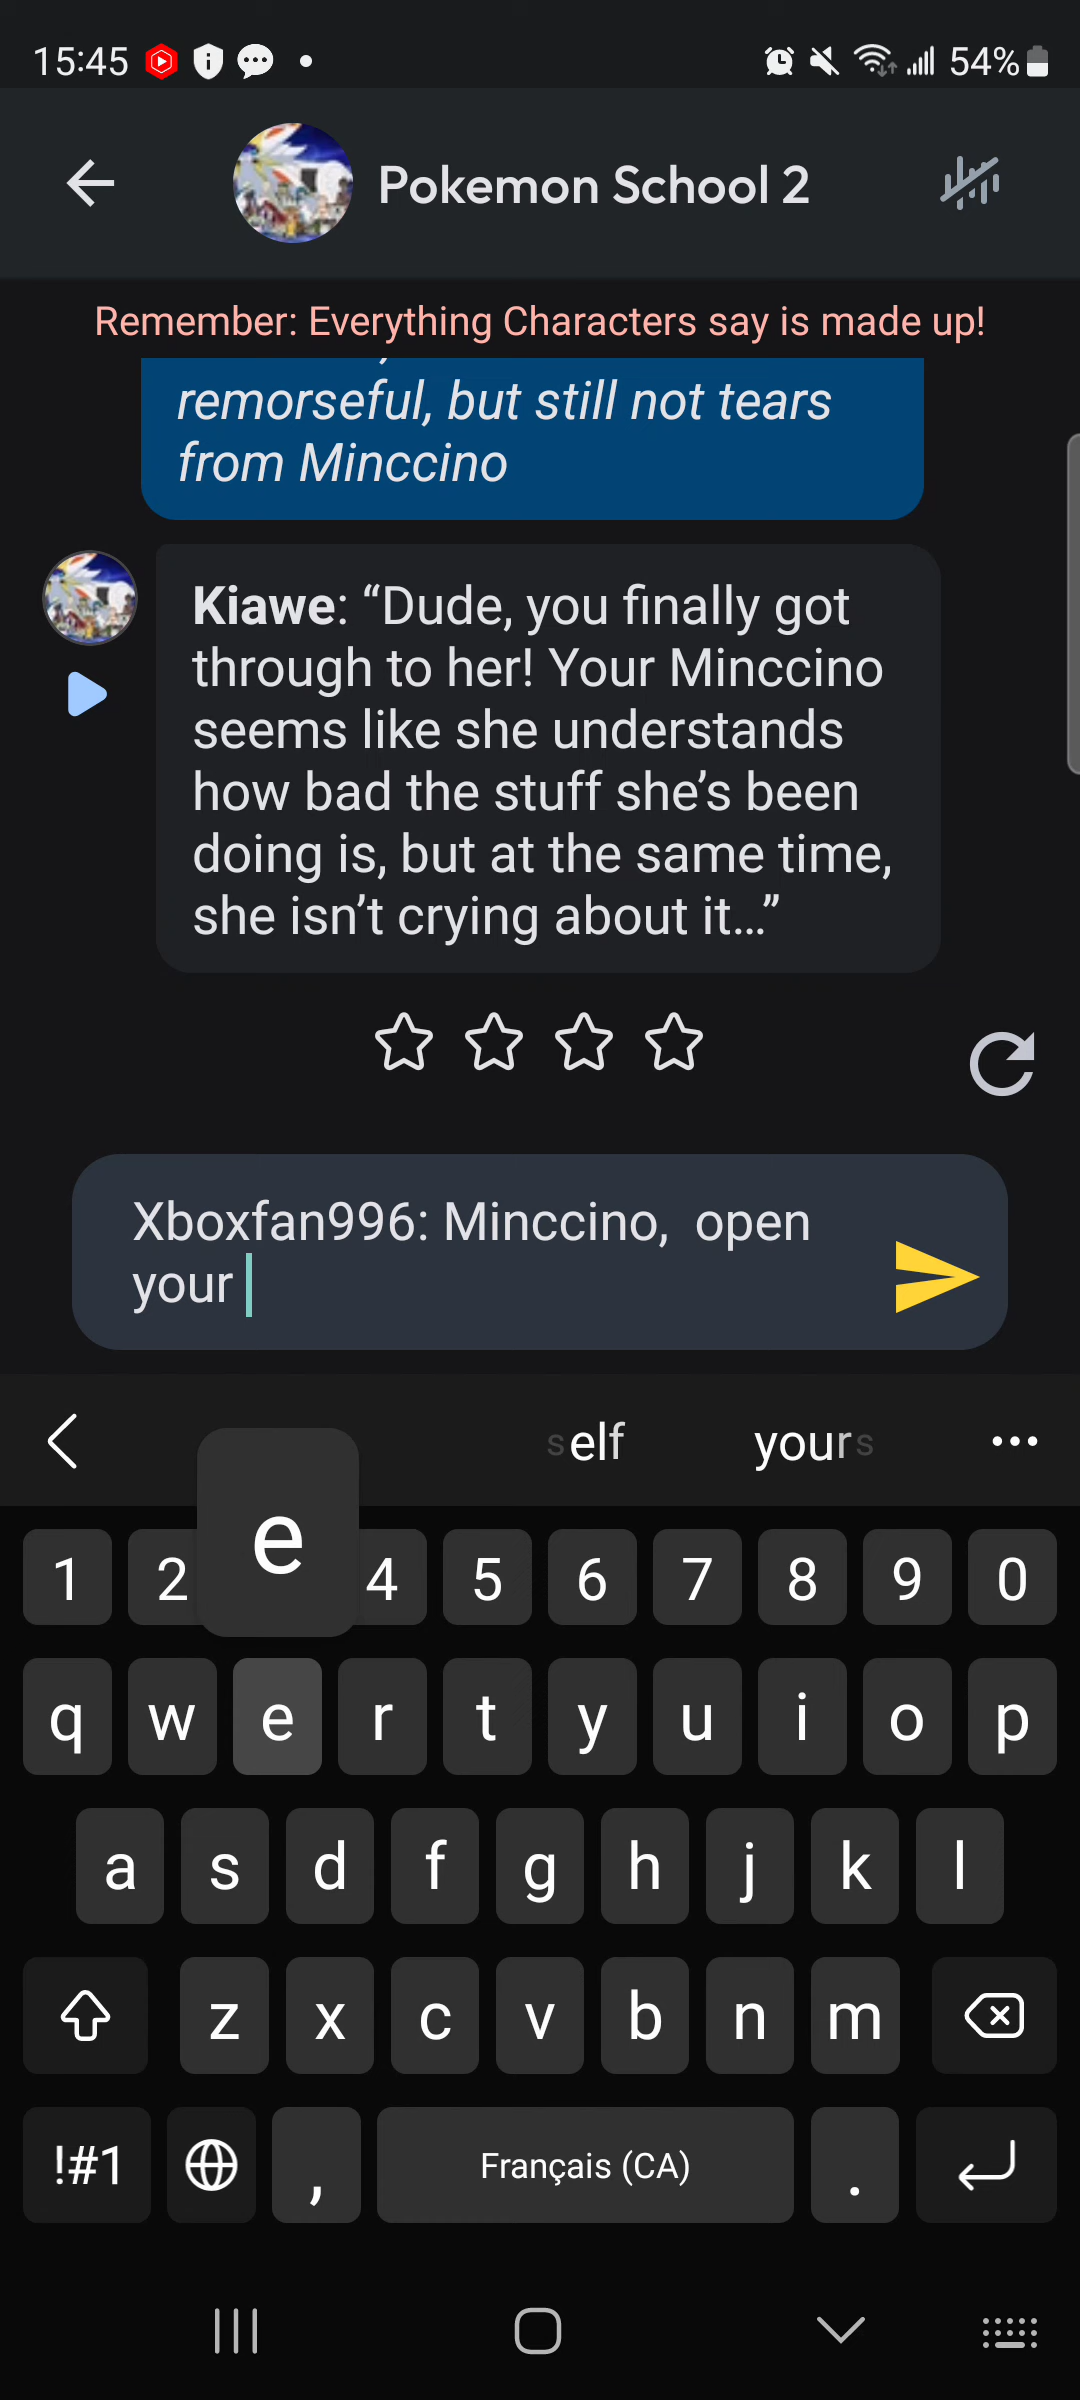 15:45
54%
Pokemon School 2
Remember: Everything Characters say is made up!
remorseful, but still not tears
from Minccino
Kiawe: “Dude, you finally got
through to her! Your Minccino
seems like she understands
how bad the stuff she’s been
doing is, but at the same time,
she isn’t crying about it…”
Xboxfan996: Minccino,  open
your
self yours
e
1 2 4 5 6 7 8 9 0
q w e r t y u i o p
a s d f g h j k l
z x c v b n m
!#1 , Français (CA) .